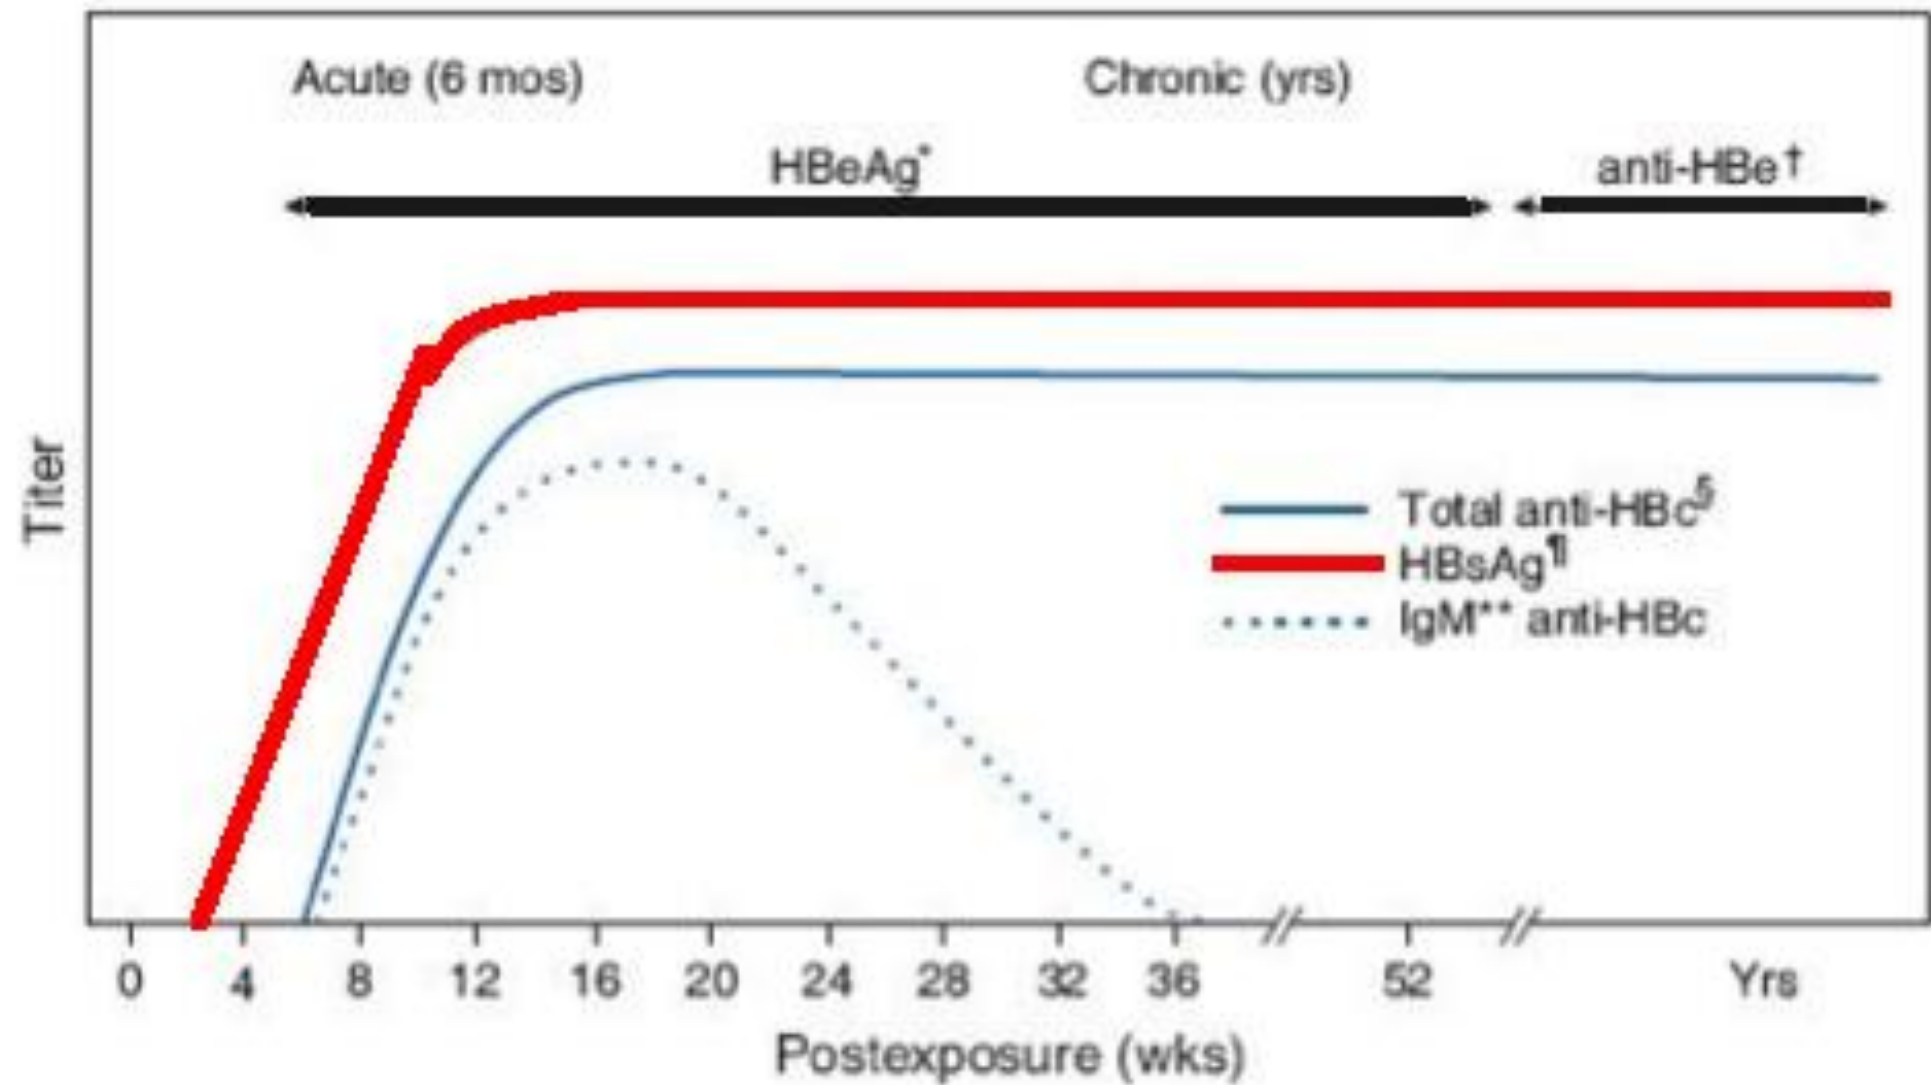 Acute (6 mos)
Chronic (yrs)
HBeAg*
anti-HBe†
Titer
Total anti-HBc§
HBsAg¶
IgM** anti-HBc
0 4 8 12 16 20 24 28 32 36 52 Yrs
Postexposure (wks)